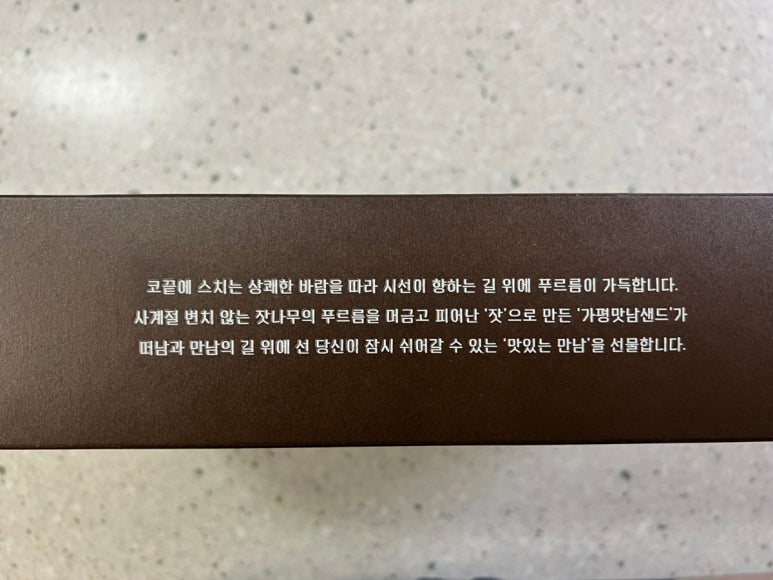 코끝에 스치는 상쾌한 바람을 따라 시선이 향하는 길 위에 푸르름이 가득합니다.
사계절 변치 않는 잣나무의 푸르름을 머금고 피어난 '잣'으로 만든 '가평맛남샌드'가
떠남과 만남의 길 위에 선 당신이 잠시 쉬어갈 수 있는 '맛있는 만남'을 선물합니다.